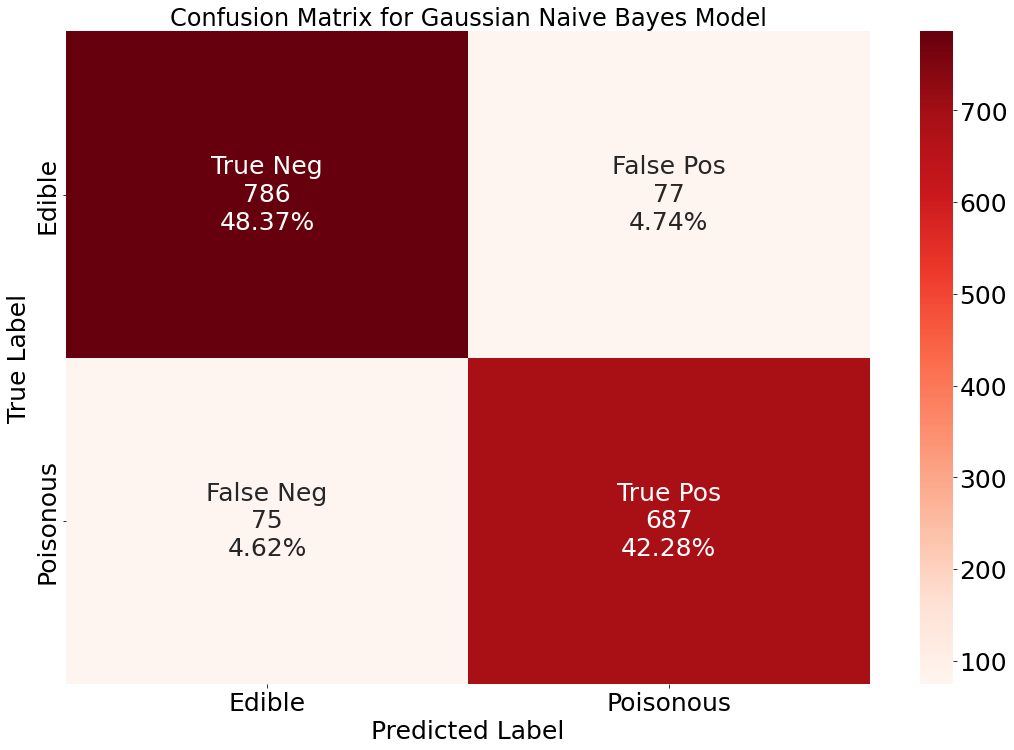 Confusion Matrix for Gaussian Naive Bayes Model
True Label
Edible
Poisonous
True Neg
786
48.37%
False Pos
77
4.74%
False Neg
75
4.62%
True Pos
687
42.28%
Edible
Poisonous
Predicted Label
700
600
500
400
300
200
100